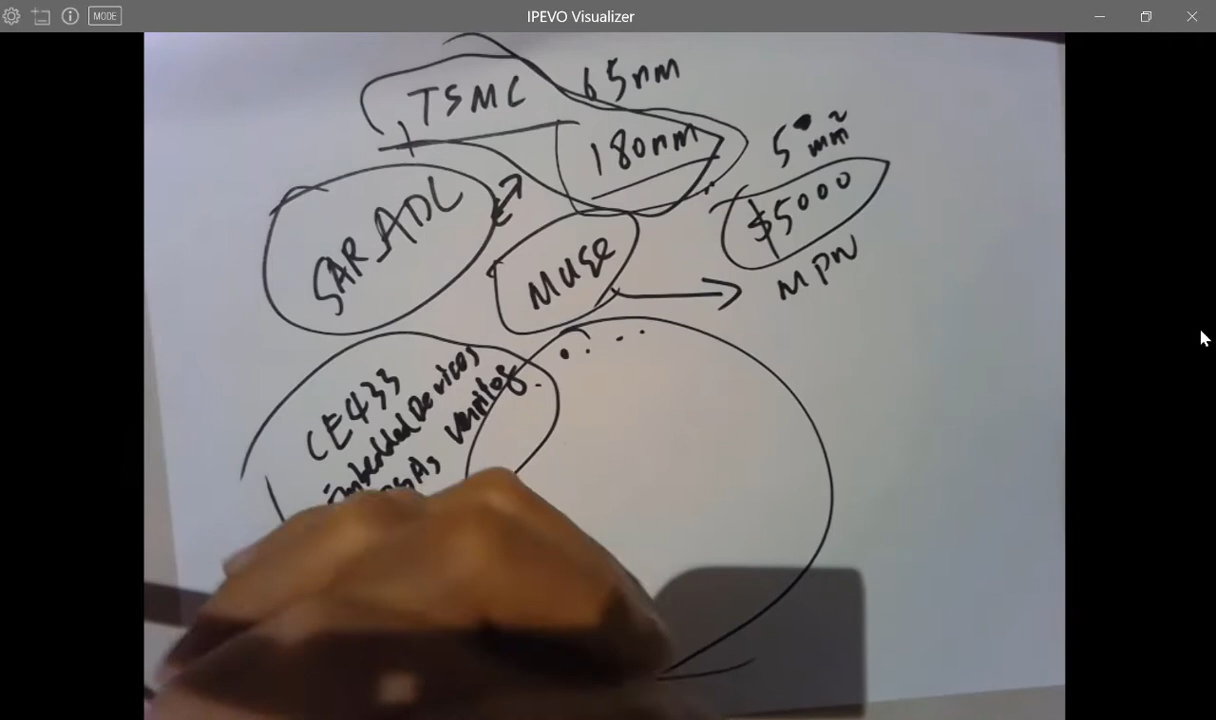 MODE
IPEVO Visualizer
TSMC
65nm
180nm
5 mm²
$5000
MPW
SAR ADC
MUSE
CE433
Embedded Devices
Verilog